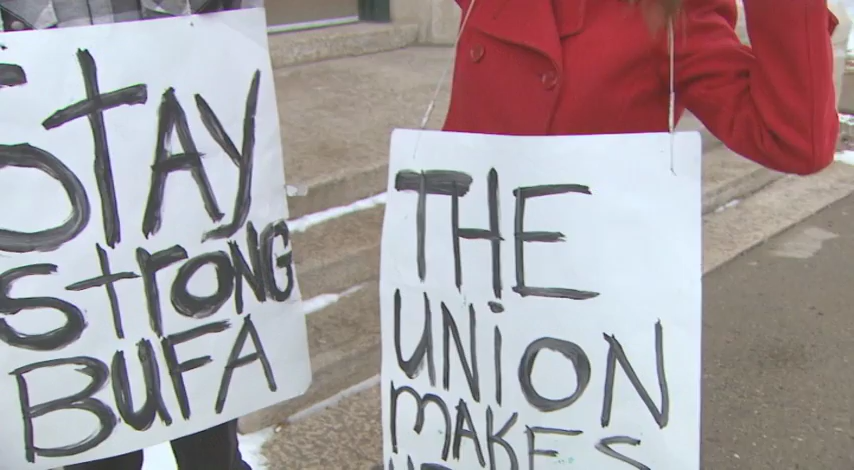 STAY
STRONG
BUFA
THE
UNION
MAKES